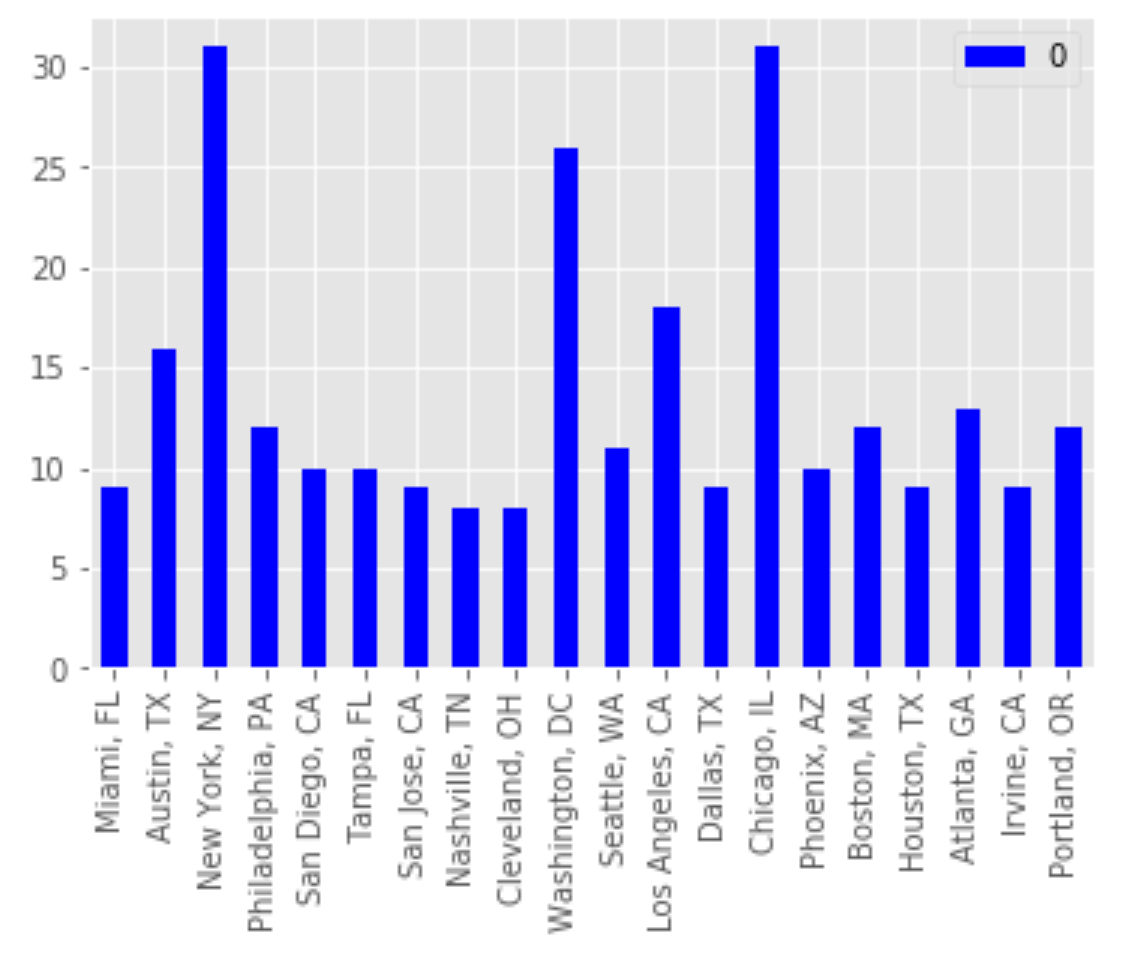 0
30
25
20
15
10
5
0
Miami, FL
Austin, TX
New York, NY
Philadelphia, PA
San Diego, CA
Tampa, FL
San Jose, CA
Nashville, TN
Cleveland, OH
Washington, DC
Seattle, WA
Los Angeles, CA
Dallas, TX
Chicago, IL
Phoenix, AZ
Boston, MA
Houston, TX
Atlanta, GA
Irvine, CA
Portland, OR